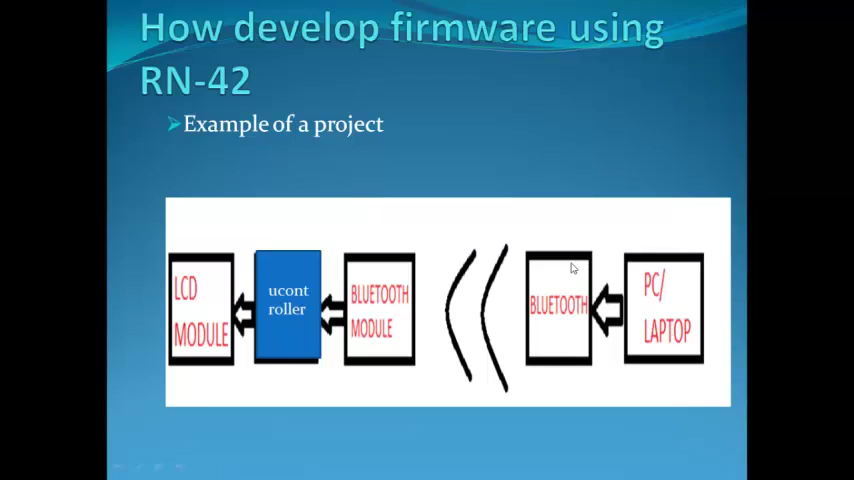 How develop firmware using
RN-42
Example of a project
LCD
MODULE
ucont
roller
BLUETOOTH
MODULE
BLUETOOTH
PC/
LAPTOP